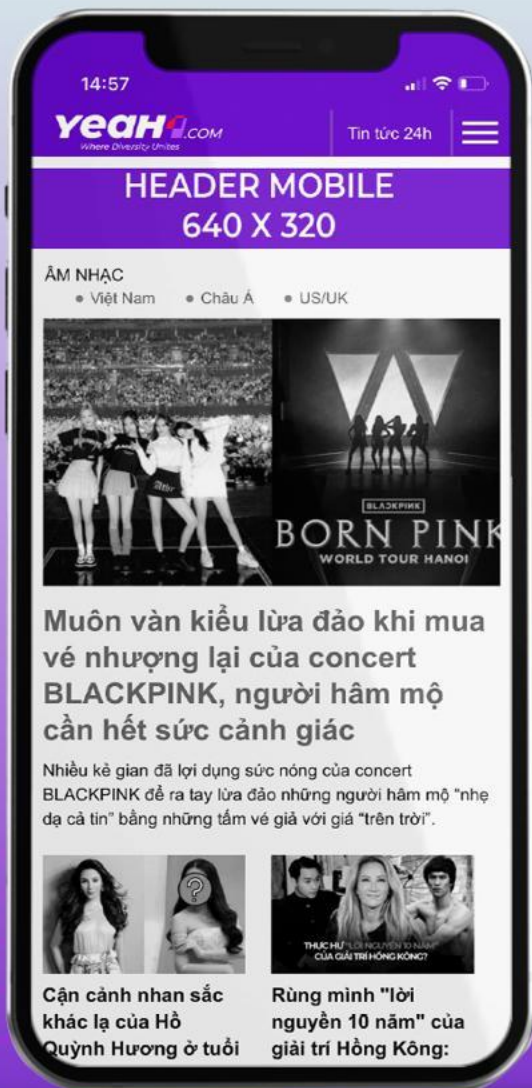 14:57
YEAH1.COM
Where Diversity Unites
Tin tức 24h
HEADER MOBILE
640 X 320
ÂM NHẠC
• Việt Nam • Châu Á • US/UK
BLACKPINK
BORN PINK
WORLD TOUR HANOI
Muôn vàn kiểu lừa đảo khi mua
vé nhượng lại của concert
BLACKPINK, người hâm mộ
cần hết sức cảnh giác
Nhiều kẻ gian đã lợi dụng sức nóng của concert
BLACKPINK để ra tay lừa đảo những người hâm mộ “nhẹ
dạ cả tin” bằng những tấm vé giả với giá “trên trời”.
?
THỰC HƯ "LỜI NGUYỀN 10 NĂM"
CỦA GIẢI TRÍ HỒNG KÔNG?
Cận cảnh nhan sắc
khác lạ của Hồ
Quỳnh Hương ở tuổi
Rùng mình "lời
nguyền 10 năm" của
giải trí Hồng Kông: